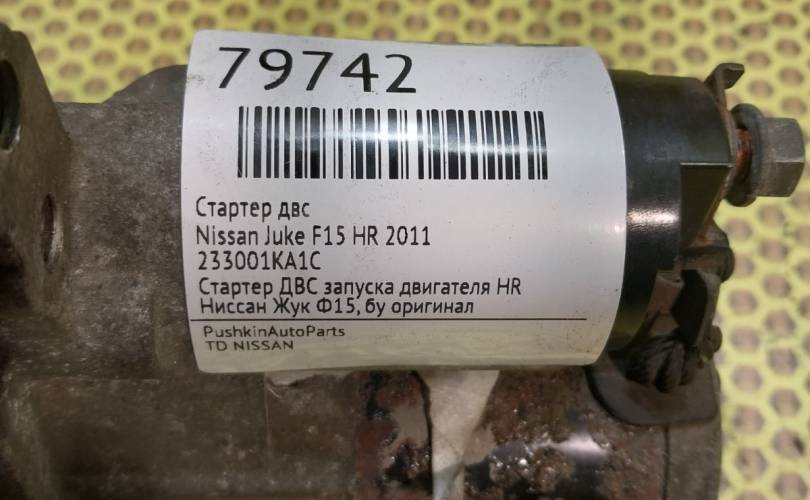 79742
Стартер двс
Nissan Juke F15 HR 2011
233001KA1C
Стартер ДВС запуска двигателя HR
Ниссан Жук Ф15, бу оригинал
PushkinAutoParts
TD NISSAN